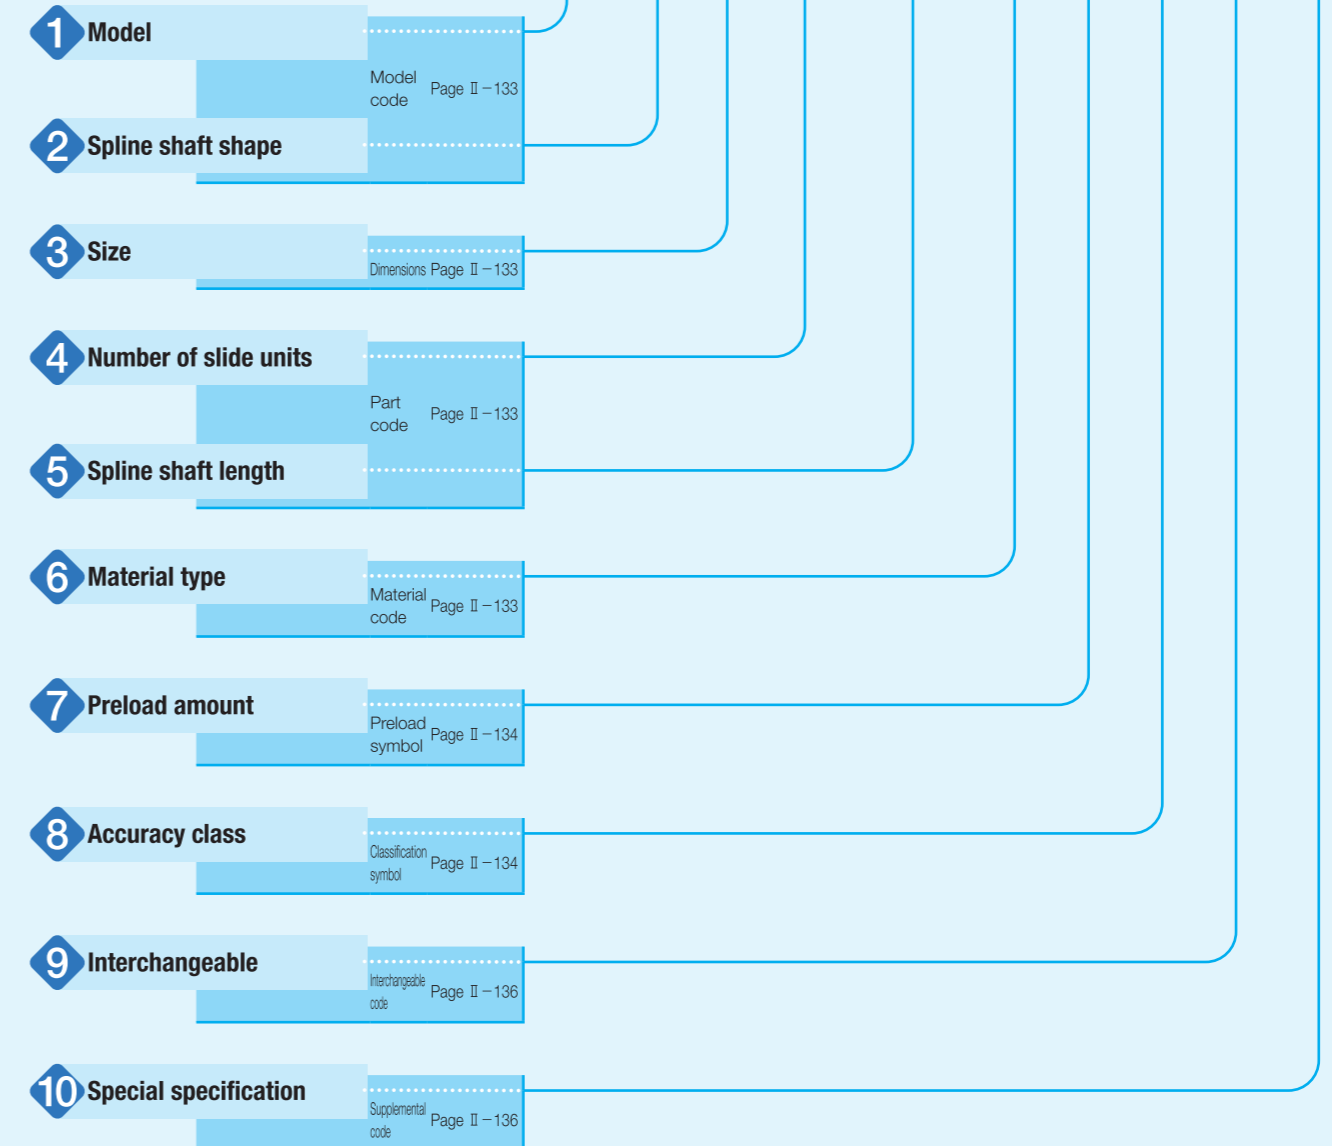 1 Model
Model
code Page Ⅱ－133
2 Spline shaft shape
3 Size
Dimensions Page Ⅱ－133
4 Number of slide units
Part
code Page Ⅱ－133
5 Spline shaft length
6 Material type
Material
code Page Ⅱ－133
7 Preload amount
Preload
symbol Page Ⅱ－134
8 Accuracy class
Classification
symbol Page Ⅱ－134
9 Interchangeable
Interchangeable
code Page Ⅱ－136
10 Special specification
Supplemental
code Page Ⅱ－136